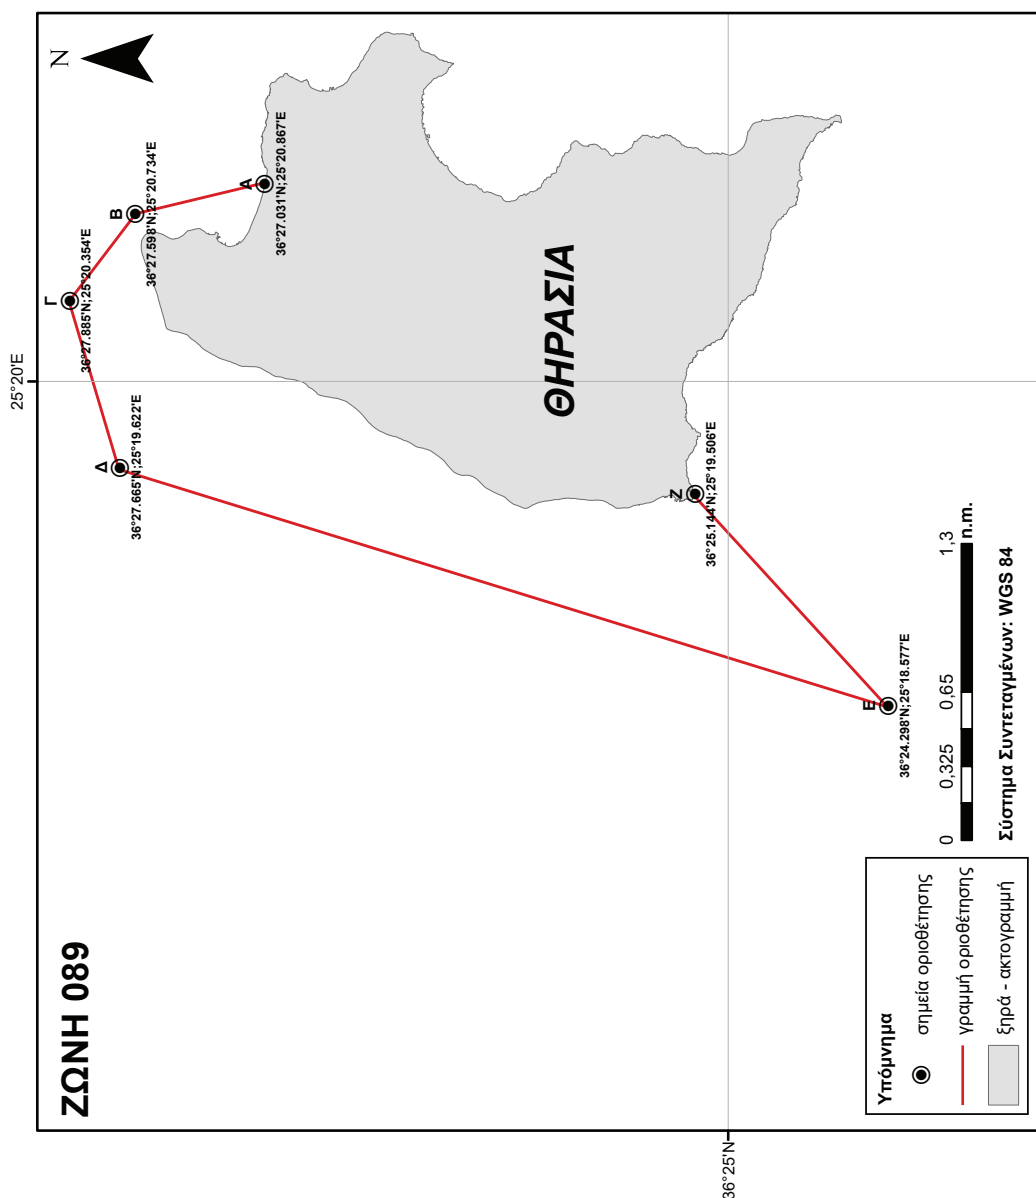 ΖΩΝΗ 089
N
25°20'E
36°25'N
Γ
36°27.885'N;25°20.354'E
Β
36°27.598'N;25°20.734'E
Α
36°27.031'N;25°20.867'E
Δ
36°27.665'N;25°19.622'E
ΘΗΡΑΣΙΑ
Ζ
36°25.144'N;25°19.506'E
Ε
36°24.298'N;25°18.577'E
Υπόμνημα
σημεία οριοθέτησης
γραμμή οριοθέτησης
ξηρά - ακτογραμμή
0 0,325 0,65 1,3
n.m.
Σύστημα Συντεταγμένων: WGS 84